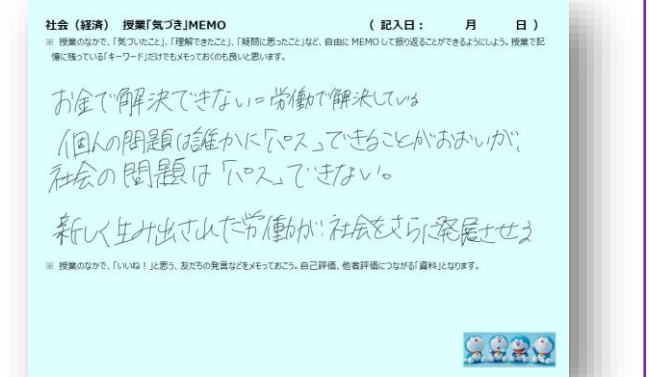 社会（経済） 授業「気づき」MEMO （ 記入日： 月 日 ）
※ 授業のなかで、「気づいたこと」、「理解できたこと」、「疑問に思ったこと」など、自由に MEMO して振り返ることができるようにしよう。授業で記
憶に残っている「キーワード」だけでもメモっておくのも良いと思います。
お金で解決できない＝労働で解決している
個人の問題は誰かに「パス」できることがおおいが、
社会の問題は「パス」できない。
新しく生み出された労働が社会をさらに発展させる
※ 授業のなかで、「いいね！」と思う、友だちの発言などをメモっておこう。自己評価、他者評価につながる「資料」となります。